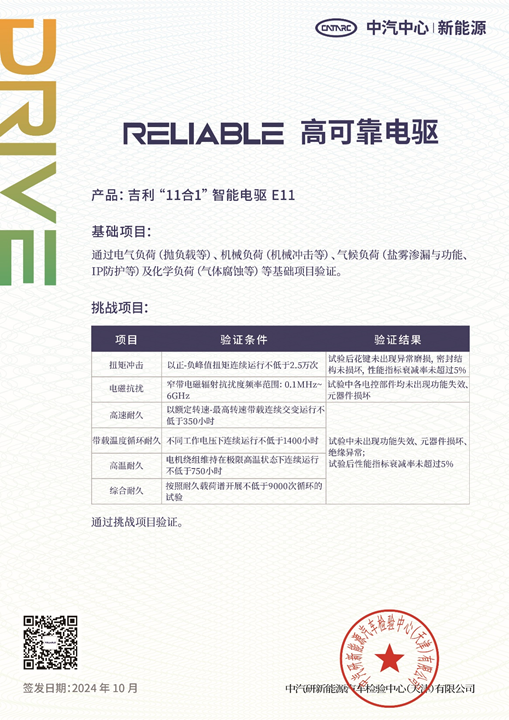 DRIVE
CATARC 中汽中心 | 新能源
RELIABLE 高可靠电驱
产品：吉利“11合1”智能电驱 E11
基础项目：
通过电气负荷（抛负载等）、机械负荷（机械冲击等）、气候负荷（盐雾渗漏与功能、
IP防护等）及化学负荷（气体腐蚀等）等基础项目验证。
挑战项目：
项目 验证条件 验证结果
扭矩冲击 以正-负峰值扭矩连续运行不低于2.5万次 试验后花键未出现异常磨损，密封结
构未损坏，性能指标衰减率未超过5%
电磁抗扰 窄带电磁辐射抗扰度频率范围：0.1MHz~
6GHz
试验中各电控部件均未出现功能失效、
元器件损坏
高速耐久 以额定转速-最高转速带载连续交变运行不
低于350小时
带载温度循环耐久 不同工作电压下连续运行不低于1400小时
高温耐久 电机绕组维持在极限高温状态下连续运行
不低于750小时
综合耐久 按照耐久载荷谱开展不低于9000次循环的
试验
试验中未出现功能失效、元器件损坏、
绝缘异常；
试验后性能指标衰减率未超过5%
通过挑战项目验证。
签发日期：2024 年 10 月
中汽研新能源汽车检验中心（天津）有限公司
中汽研新能源汽车检验中心（天津）有限公司